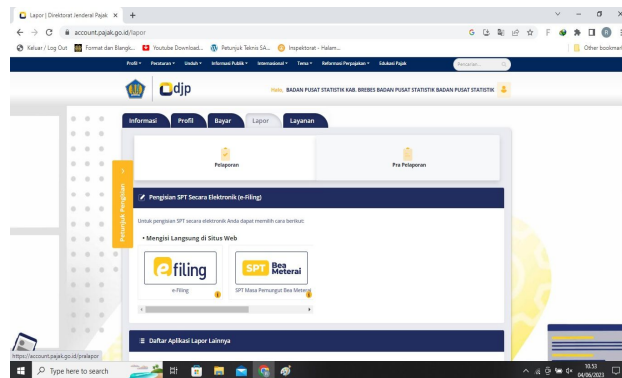 Lapor | Direktorat Jenderal Pajak
account.pajak.go.id/lapor
Keluar / Log Out
Format dan Blangk...
Youtube Download...
Petunjuk Teknis SA...
Inspektorat - Halam...
Other bookmar
Profil
Peraturan
Unduh
Informasi Publik
Internasional
Tema
Reformasi Perpajakan
Edukasi Pajak
Pencarian...
djp
Halo, BADAN PUSAT STATISTIK KAB. BREBES BADAN PUSAT STATISTIK BADAN PUSAT STATISTIK
Informasi
Profil
Bayar
Lapor
Layanan
Pelaporan
Pra Pelaporan
Petunjuk Pengisian
Pengisian SPT Secara Elektronik (e-Filing)
Untuk pengisian SPT secara elektronik Anda dapat memilih cara berikut:
• Mengisi Langsung di Situs Web
e filing
SPT Bea Meterai
e-Filing
SPT Masa Pemungut Bea Meterai
Daftar Aplikasi Lapor Lainnya
https://account.pajak.go.id/pralapor
Type here to search
10.53
04/06/2023